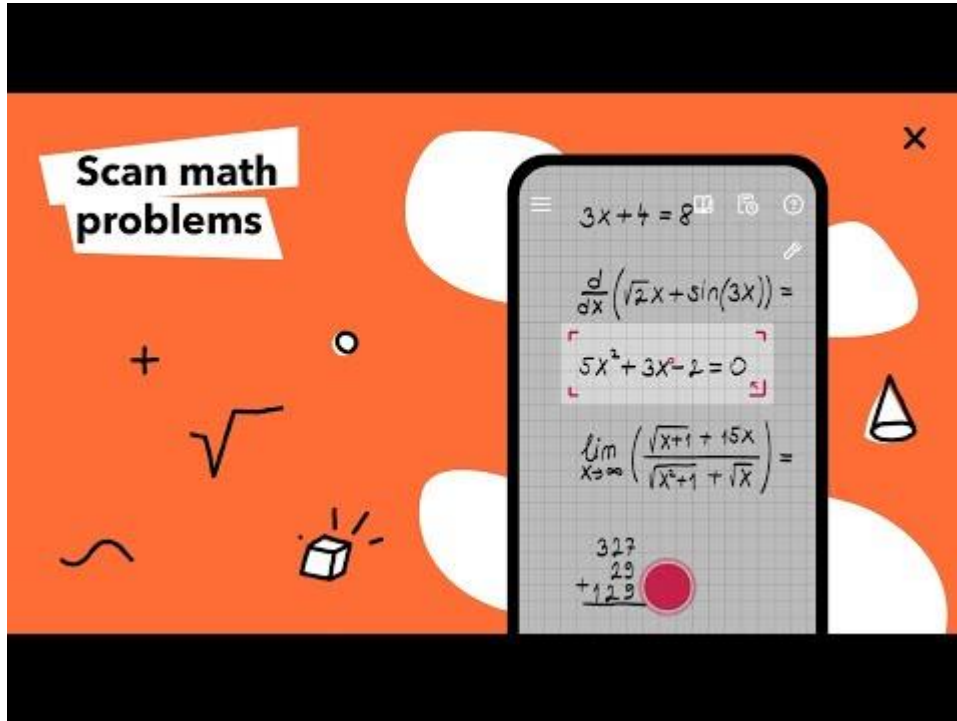 Scan math
problems
3x+4 = 8
d/dx (√2x+sin(3x)) =
5x²+3x-2=0
lim x→∞ ((√x+1 + 15x)/(√x²+1 + √x)) =
327
29
+129